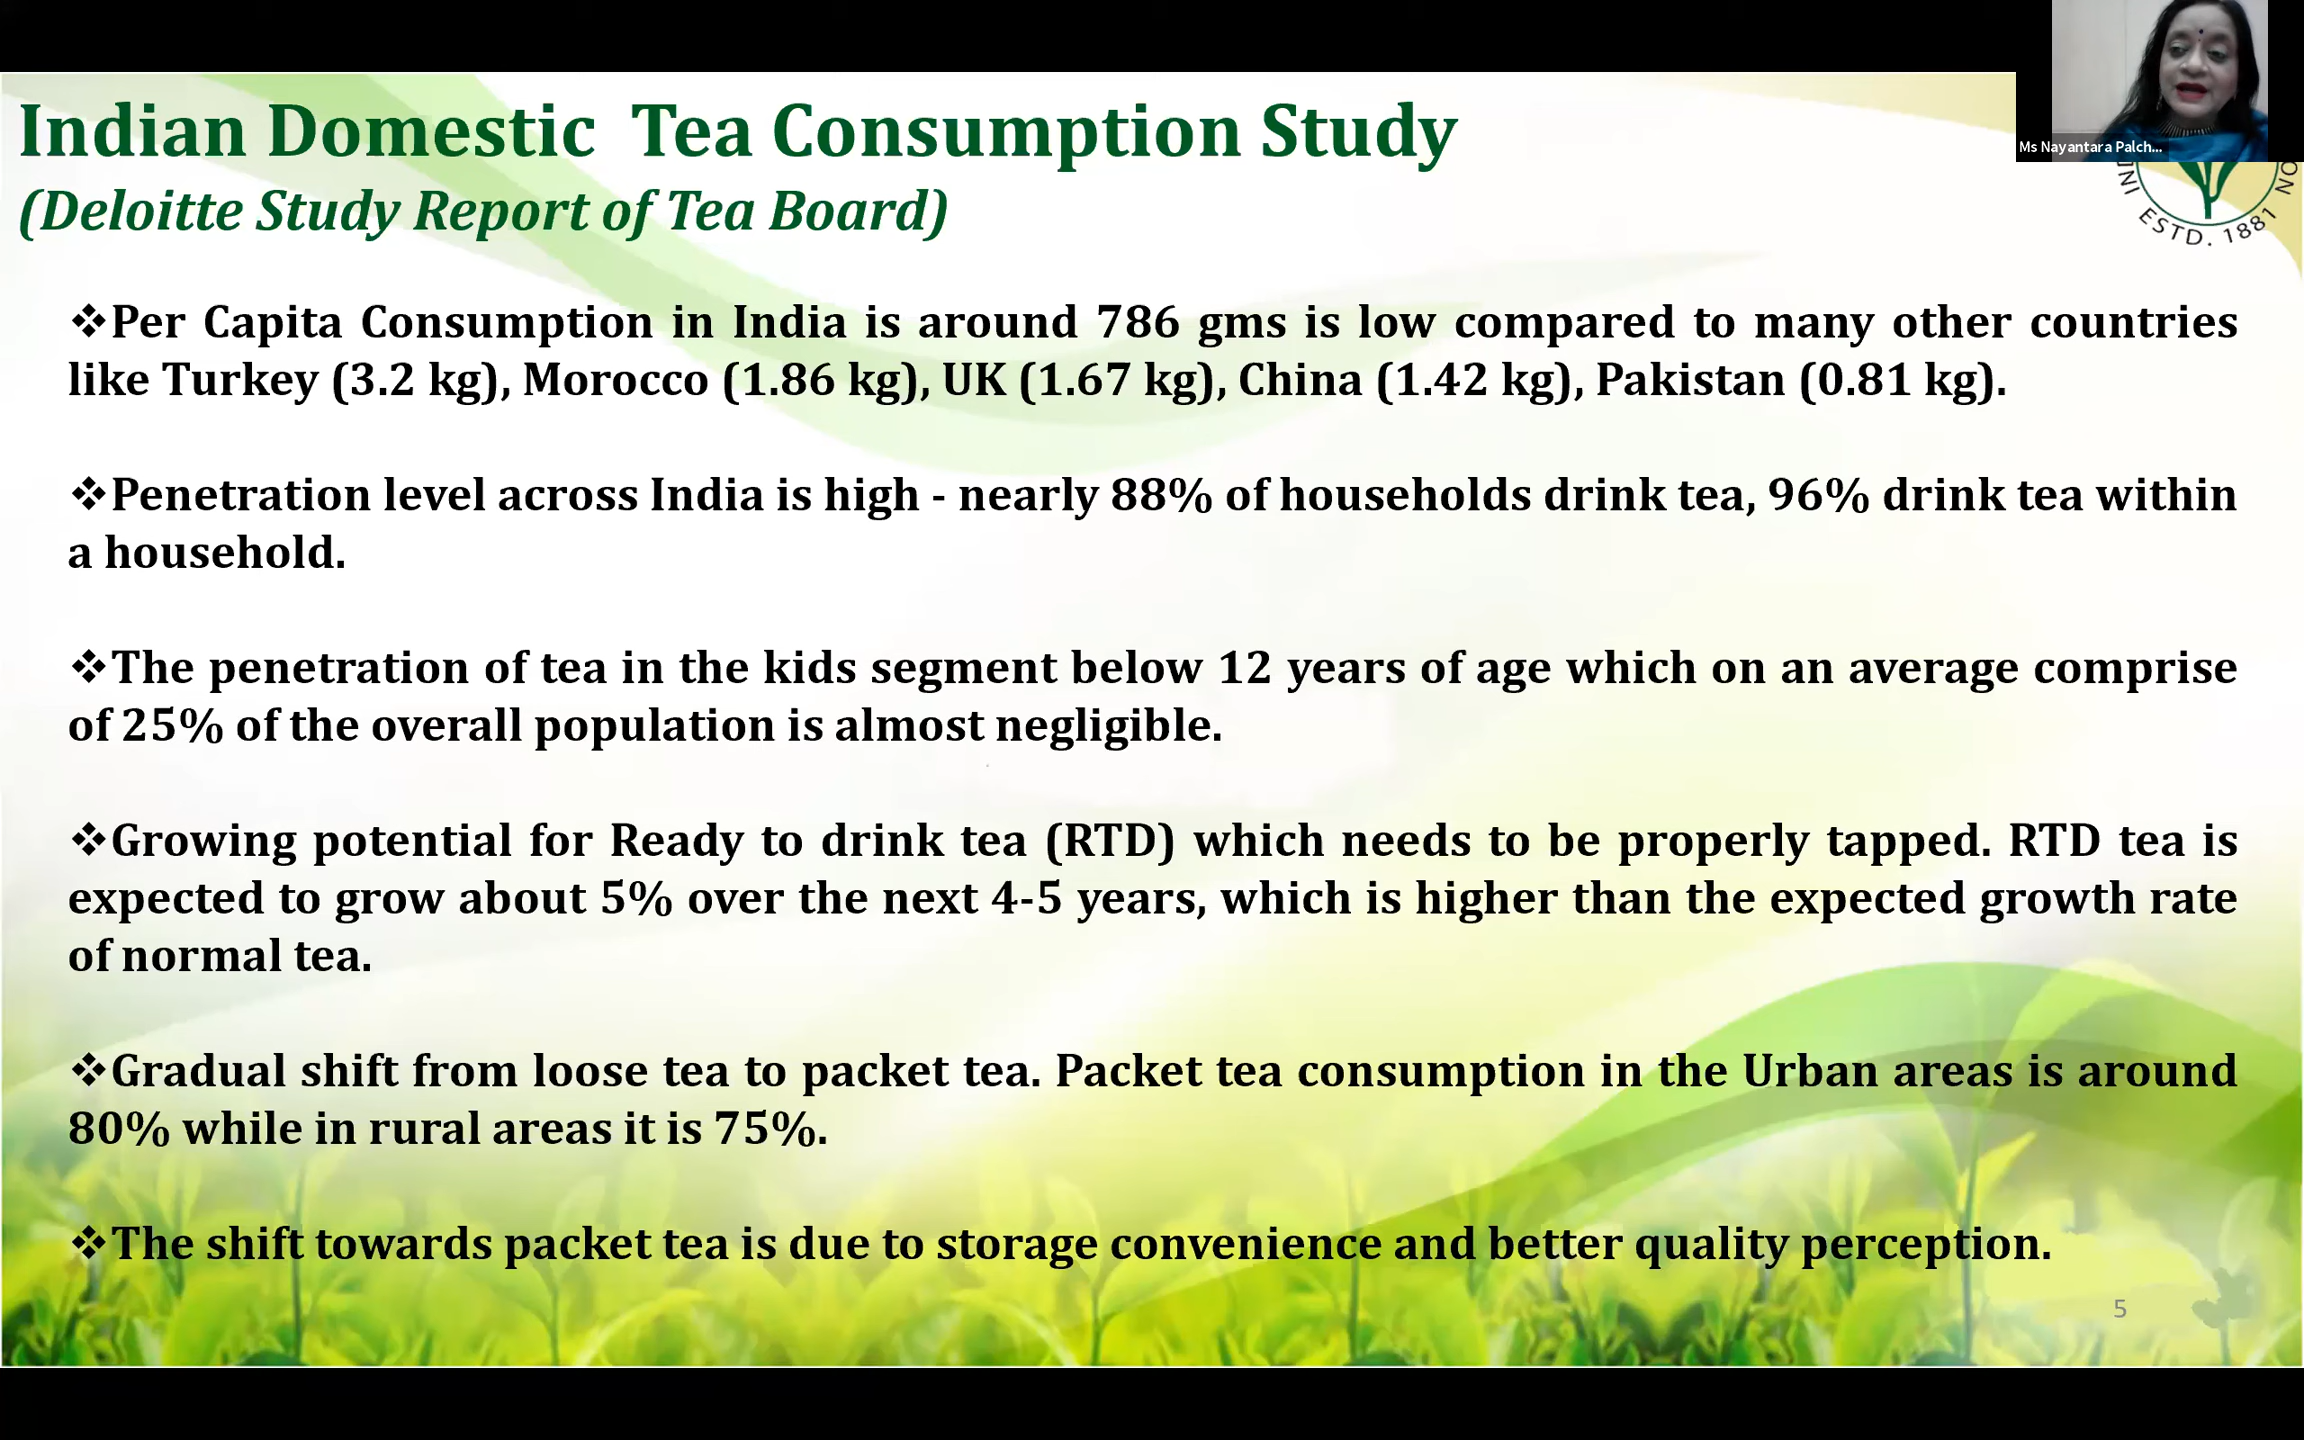 Indian Domestic Tea Consumption Study
(Deloitte Study Report of Tea Board)
Ms Nayantara Palch...
ESTD. 1881
❖Per Capita Consumption in India is around 786 gms is low compared to many other countries
like Turkey (3.2 kg), Morocco (1.86 kg), UK (1.67 kg), China (1.42 kg), Pakistan (0.81 kg).
❖Penetration level across India is high - nearly 88% of households drink tea, 96% drink tea within
a household.
❖The penetration of tea in the kids segment below 12 years of age which on an average comprise
of 25% of the overall population is almost negligible.
❖Growing potential for Ready to drink tea (RTD) which needs to be properly tapped. RTD tea is
expected to grow about 5% over the next 4-5 years, which is higher than the expected growth rate
of normal tea.
❖Gradual shift from loose tea to packet tea. Packet tea consumption in the Urban areas is around
80% while in rural areas it is 75%.
❖The shift towards packet tea is due to storage convenience and better quality perception.
5